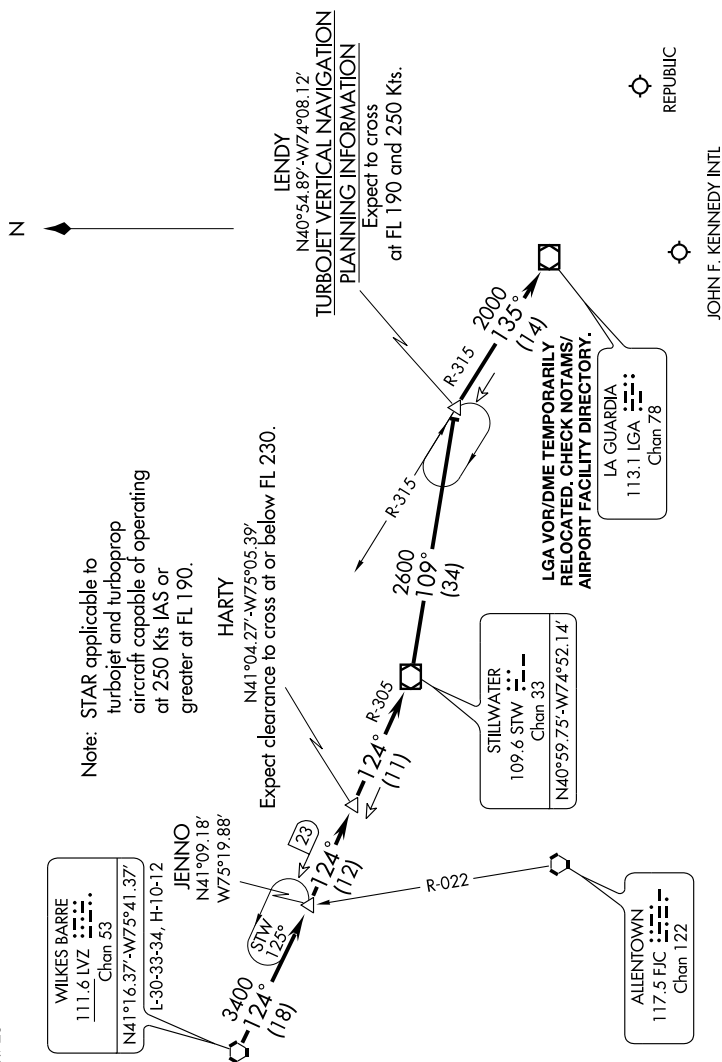 N
Note: STAR applicable to
turbojet and turboprop
aircraft capable of operating
at 250 Kts IAS or
greater at FL 190.
WILKES BARRE
111.6 LVZ
Chan 53
N41°16.37'-W75°41.37'
L-30-33-34, H-10-12
JENNO
N41°09.18'
W75°19.88'
HARTY
N41°04.27'-W75°05.39'
Expect clearance to cross at or below FL 230.
LENDY
N40°54.89'-W74°08.12'
TURBOJET VERTICAL NAVIGATION
PLANNING INFORMATION
Expect to cross
at FL 190 and 250 Kts.
3400
124°
(18)
STW
125°
23
124°
(12)
124°
(11)
R-305
2600
109°
(34)
R-315
R-315
2000
135°
(14)
R-022
STILLWATER
109.6 STW
Chan 33
N40°59.75'-W74°52.14'
LGA VOR/DME TEMPORARILY
RELOCATED. CHECK NOTAMS/
AIRPORT FACILITY DIRECTORY.
LA GUARDIA
113.1 LGA
Chan 78
ALLENTOWN
117.5 FJC
Chan 122
REPUBLIC
JOHN F. KENNEDY INTL